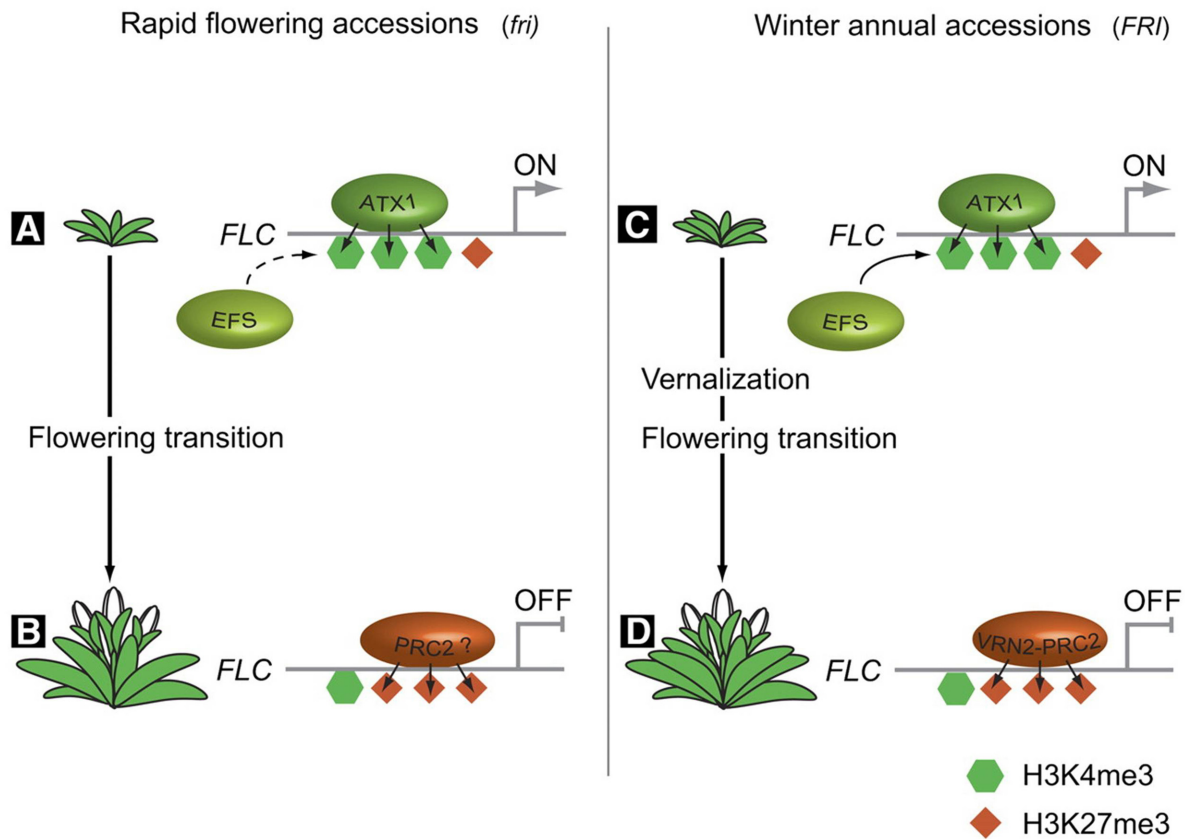 Rapid flowering accessions (fri)
Winter annual accessions (FRI)
A
FLC
ATX1
ON
EFS
Flowering transition
B
FLC
PRC2 ?
OFF
C
FLC
ATX1
ON
EFS
Vernalization
Flowering transition
D
FLC
VRN2-PRC2
OFF
H3K4me3
H3K27me3